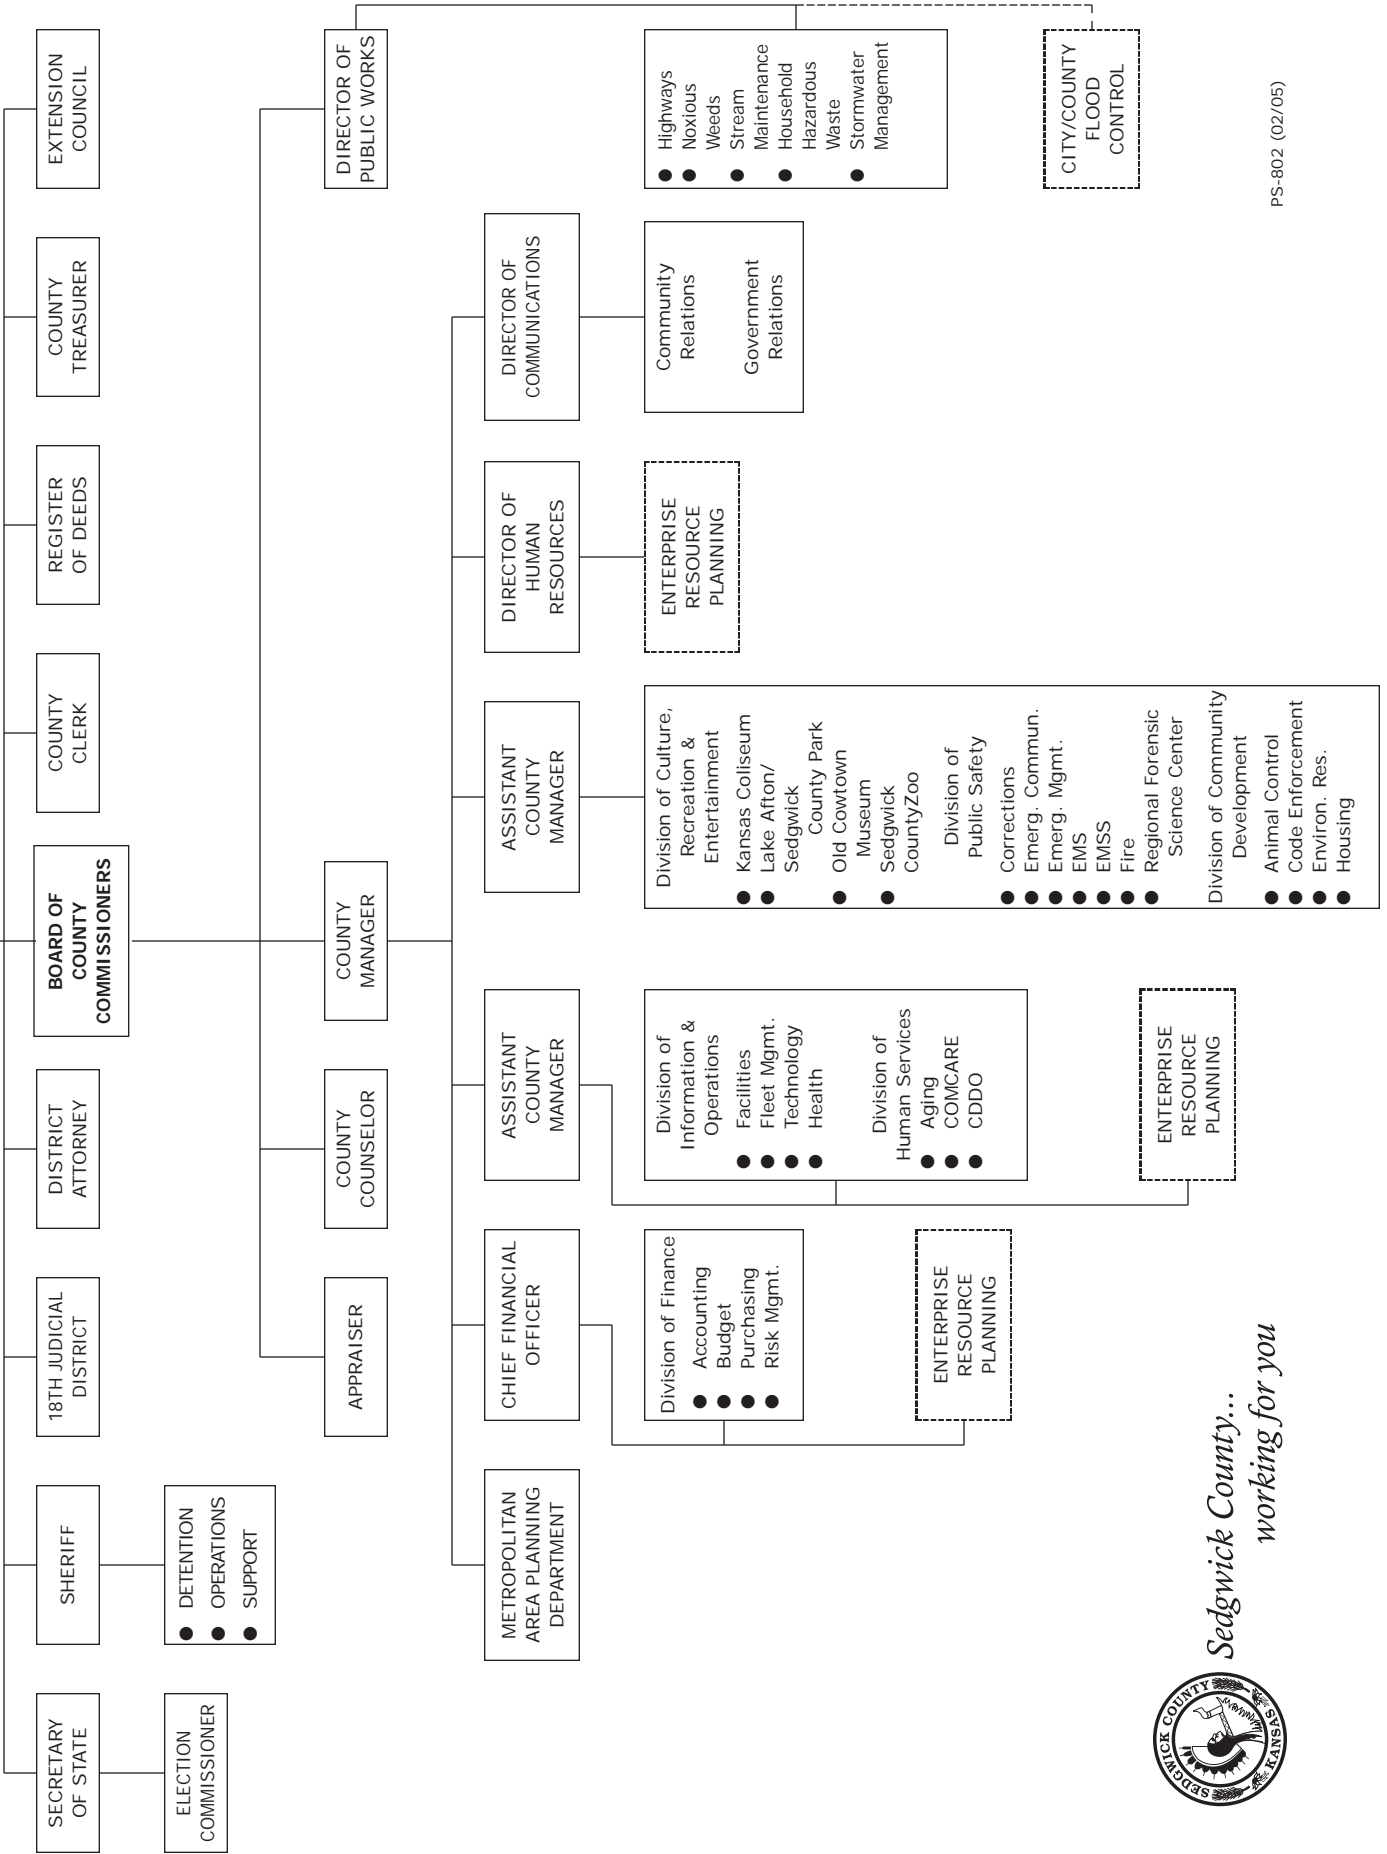 SECRETARY
OF STATE
SHERIFF
18TH JUDICIAL
DISTRICT
DISTRICT
ATTORNEY
BOARD OF
COUNTY
COMMISSIONERS
COUNTY
CLERK
REGISTER
OF DEEDS
COUNTY
TREASURER
EXTENSION
COUNCIL
ELECTION
COMMISSIONER
● DETENTION
● OPERATIONS
● SUPPORT
APPRAISER
COUNTY
COUNSELOR
COUNTY
MANAGER
DIRECTOR OF
PUBLIC WORKS
METROPOLITAN
AREA PLANNING
DEPARTMENT
CHIEF FINANCIAL
OFFICER
ASSISTANT
COUNTY
MANAGER
ASSISTANT
COUNTY
MANAGER
DIRECTOR OF
HUMAN
RESOURCES
DIRECTOR OF
COMMUNICATIONS
Division of Finance
● Accounting
● Budget
● Purchasing
● Risk Mgmt.
Division of
Information &
Operations
● Facilities
● Fleet Mgmt.
● Technology
● Health
Division of
Human Services
● Aging
● COMCARE
● CDDO
Division of Culture,
Recreation &
Entertainment
● Kansas Coliseum
● Lake Afton/
Sedgwick
County Park
● Old Cowtown
Museum
● Sedgwick
CountyZoo
Division of
Public Safety
● Corrections
● Emerg. Commun.
● Emerg. Mgmt.
● EMS
● EMSS
● Fire
● Regional Forensic
Science Center
Division of Community
Development
● Animal Control
● Code Enforcement
● Environ. Res.
● Housing
ENTERPRISE
RESOURCE
PLANNING
Community
Relations
Government
Relations
● Highways
● Noxious
Weeds
● Stream
Maintenance
● Household
Hazardous
Waste
● Stormwater
Management
ENTERPRISE
RESOURCE
PLANNING
ENTERPRISE
RESOURCE
PLANNING
CITY/COUNTY
FLOOD
CONTROL
SEDGWICK COUNTY
KANSAS
Sedgwick County...
working for you
PS-802 (02/05)